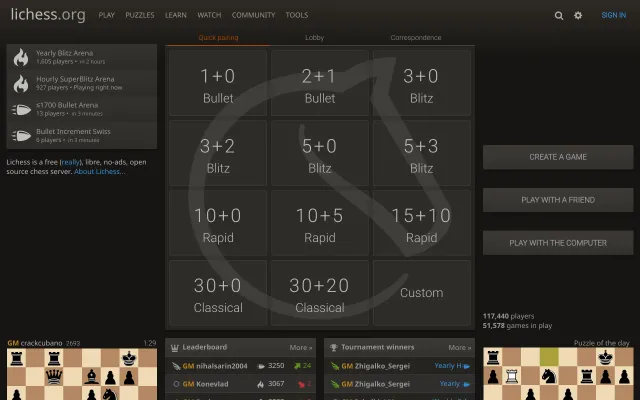 lichess.org PLAY PUZZLES LEARN WATCH COMMUNITY TOOLS SIGN IN
Quick pairing Lobby Correspondence
Yearly Blitz Arena
1,605 players • in 2 hours
Hourly SuperBlitz Arena
927 players • Playing right now
≤1700 Bullet Arena
13 players • in 3 minutes
Bullet Increment Swiss
6 players • in 3 minutes
Lichess is a free (really), libre, no-ads, open
source chess server. About Lichess...
1+0 2+1 3+0
Bullet Bullet Blitz
3+2 5+0 5+3
Blitz Blitz Blitz
10+0 10+5 15+10
Rapid Rapid Rapid
30+0 30+20 Custom
Classical Classical
CREATE A GAME
PLAY WITH A FRIEND
PLAY WITH THE COMPUTER
117,440 players
51,578 games in play
GM crackcubano 2693 1:29
Leaderboard More »
GM nihalsarin2004 3250 24
GM Konevlad 3067 2
Tournament winners More »
GM Zhigalko_Sergei Yearly H
GM Zhigalko_Sergei Yearly
Puzzle of the day